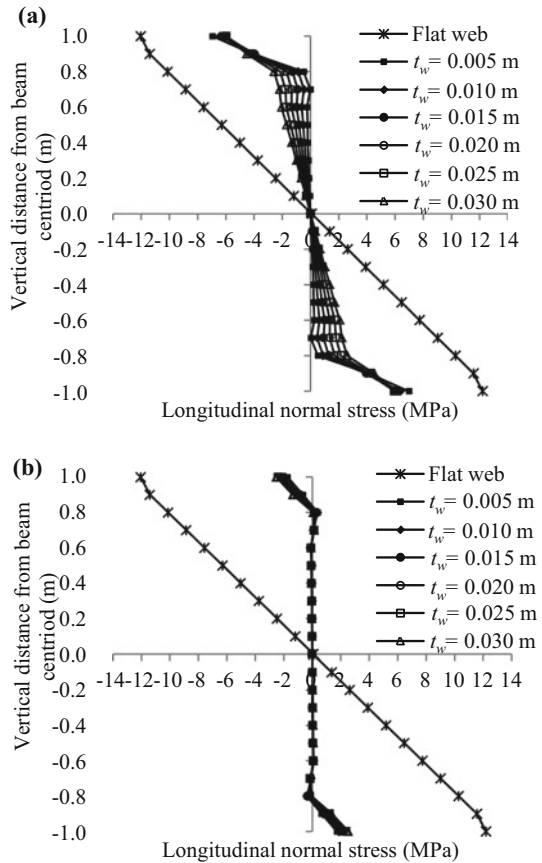 (a)
1.0
0.8
0.6
0.4
0.2
0.0
-0.2
-0.4
-0.6
-0.8
-1.0
Vertical distance from beam
centriod (m)
-14 -12 -10 -8 -6 -4 -2 0 2 4 6 8 10 12 14
Longitudinal normal stress (MPa)
Flat web
tw= 0.005 m
tw= 0.010 m
tw= 0.015 m
tw= 0.020 m
tw= 0.025 m
tw= 0.030 m
(b)
1.0
0.8
0.6
0.4
0.2
0.0
-0.2
-0.4
-0.6
-0.8
-1.0
Vertical distance from beam
centriod (m)
-14 -12 -10 -8 -6 -4 -2 0 2 4 6 8 10 12 14
Longitudinal normal stress (MPa)
Flat web
tw= 0.005 m
tw= 0.010 m
tw= 0.015 m
tw= 0.020 m
tw= 0.025 m
tw= 0.030 m